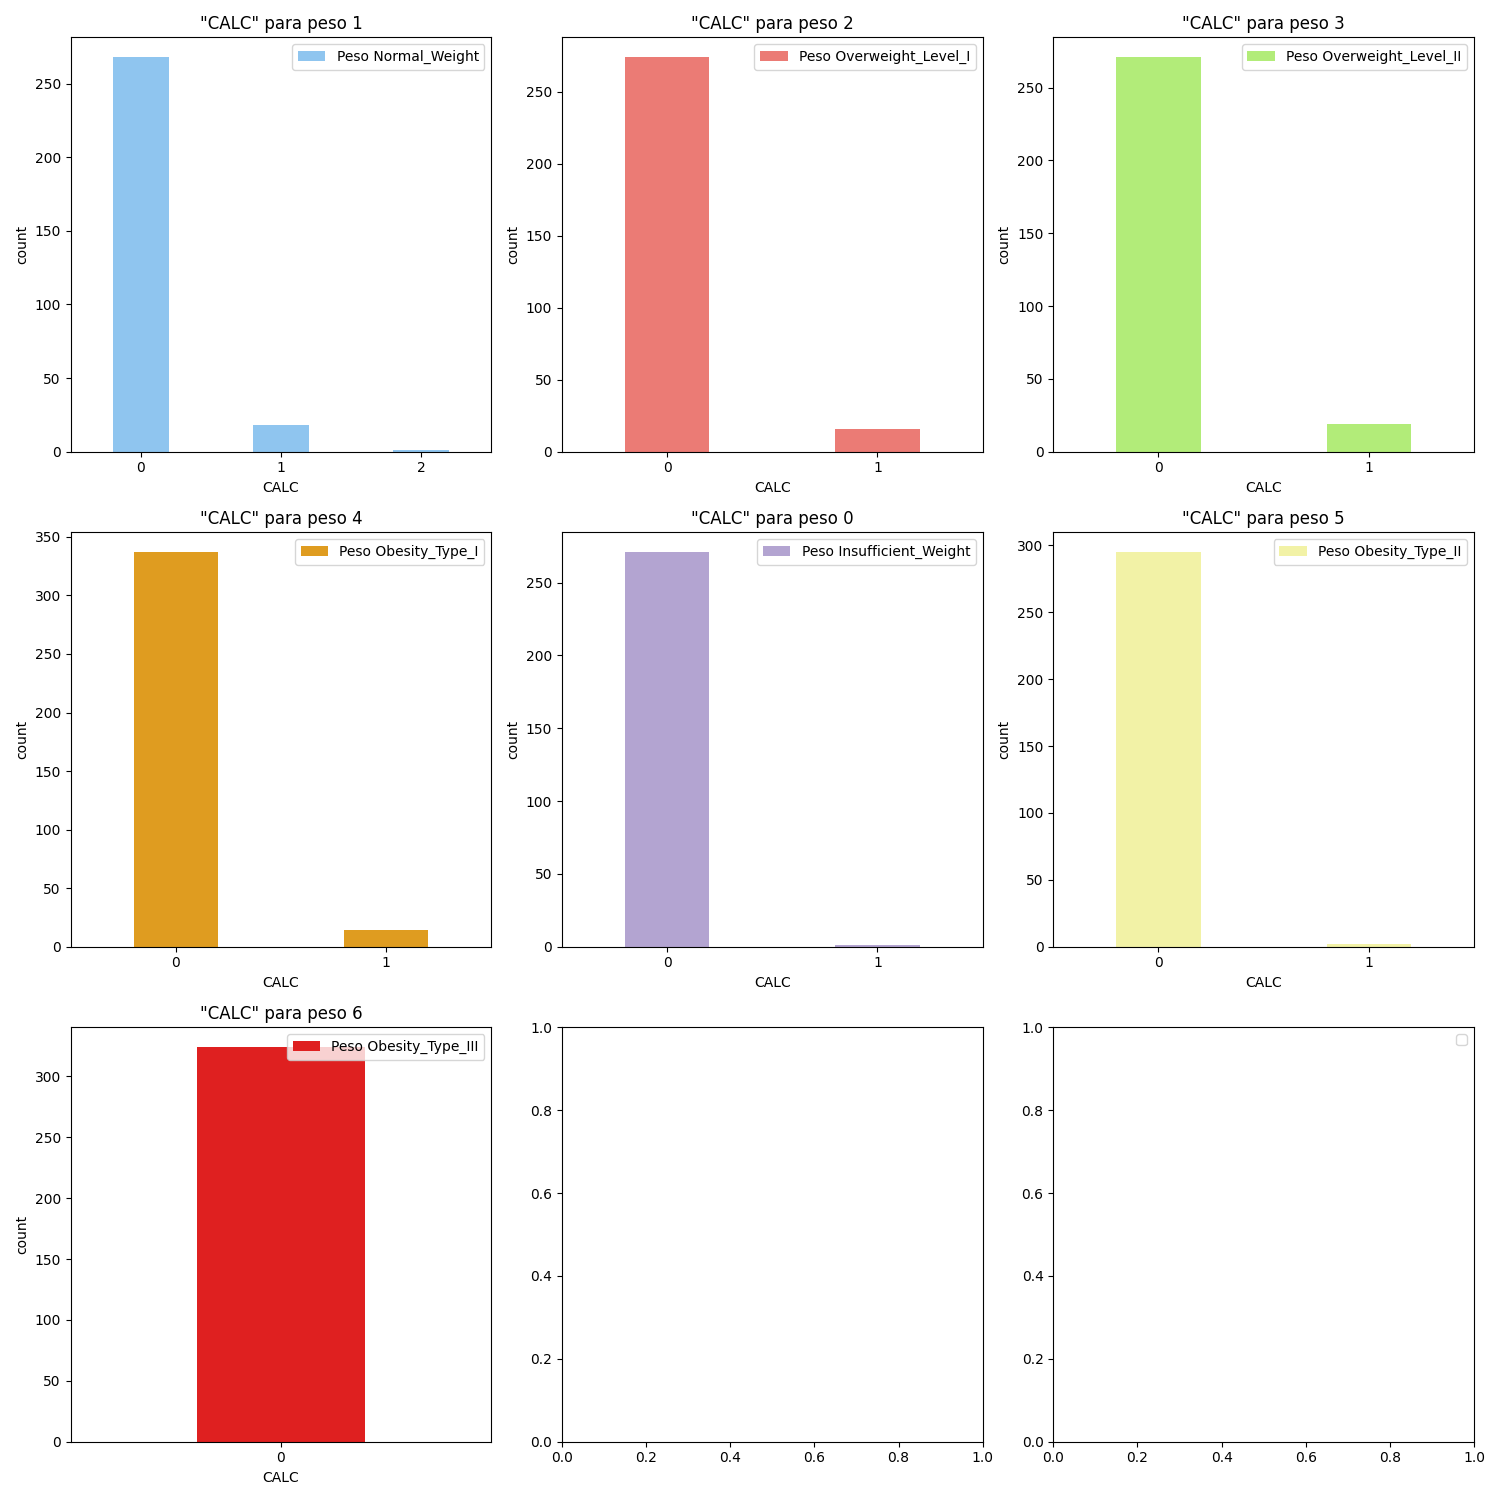 "CALC" para peso 1
Peso Normal_Weight
250
200
150
100
50
0
count
0 1 2
CALC
"CALC" para peso 2
Peso Overweight_Level_I
250
200
150
100
50
0
count
0 1
CALC
"CALC" para peso 3
Peso Overweight_Level_II
250
200
150
100
50
0
count
0 1
CALC
"CALC" para peso 4
Peso Obesity_Type_I
350
300
250
200
150
100
50
0
count
0 1
CALC
"CALC" para peso 0
Peso Insufficient_Weight
250
200
150
100
50
0
count
0 1
CALC
"CALC" para peso 5
Peso Obesity_Type_II
300
250
200
150
100
50
0
count
0 1
CALC
"CALC" para peso 6
Peso Obesity_Type_III
300
250
200
150
100
50
0
count
0
CALC
1.0
0.8
0.6
0.4
0.2
0.0
0.0 0.2 0.4 0.6 0.8 1.0
1.0
0.8
0.6
0.4
0.2
0.0
0.0 0.2 0.4 0.6 0.8 1.0